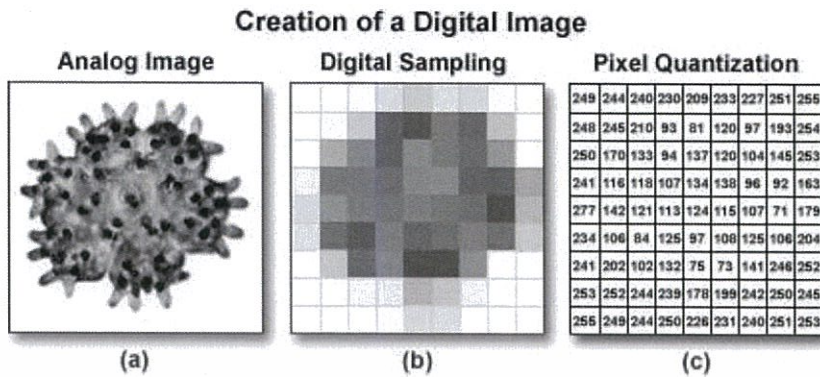 Creation of a Digital Image
Analog Image Digital Sampling Pixel Quantization
249 244 240 230 209 233 227 251 255
248 245 210 93 81 120 97 193 254
250 170 133 94 137 120 104 145 253
241 116 118 107 134 138 96 92 163
277 142 121 113 124 115 107 71 179
234 106 84 125 97 108 125 106 204
241 202 102 132 75 73 141 246 252
253 252 244 239 178 199 242 250 245
255 249 244 250 226 231 240 251 253
(a) (b) (c)